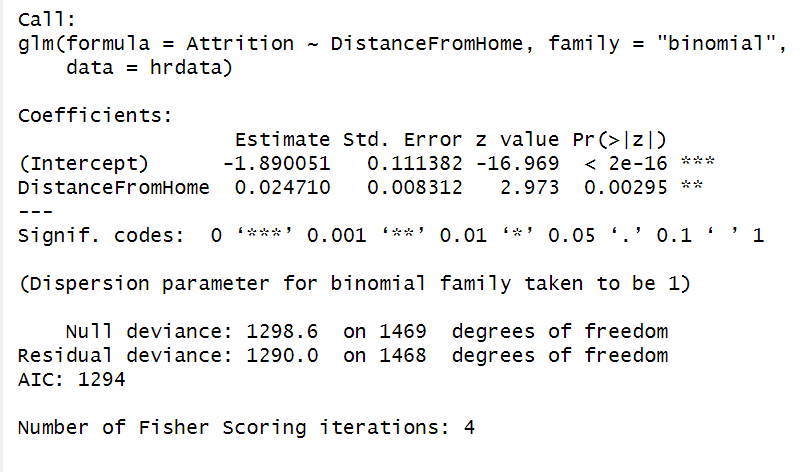 Call:
glm(formula = Attrition ~ DistanceFromHome, family = "binomial",
    data = hrdata)

Coefficients:
                  Estimate Std. Error z value Pr(>|z|)
(Intercept)      -1.890051   0.111382 -16.969  < 2e-16 ***
DistanceFromHome  0.024710   0.008312   2.973  0.00295 **
---
Signif. codes:  0 ‘***’ 0.001 ‘**’ 0.01 ‘*’ 0.05 ‘.’ 0.1 ‘ ’ 1

(Dispersion parameter for binomial family taken to be 1)

    Null deviance: 1298.6  on 1469  degrees of freedom
Residual deviance: 1290.0  on 1468  degrees of freedom
AIC: 1294

Number of Fisher Scoring iterations: 4